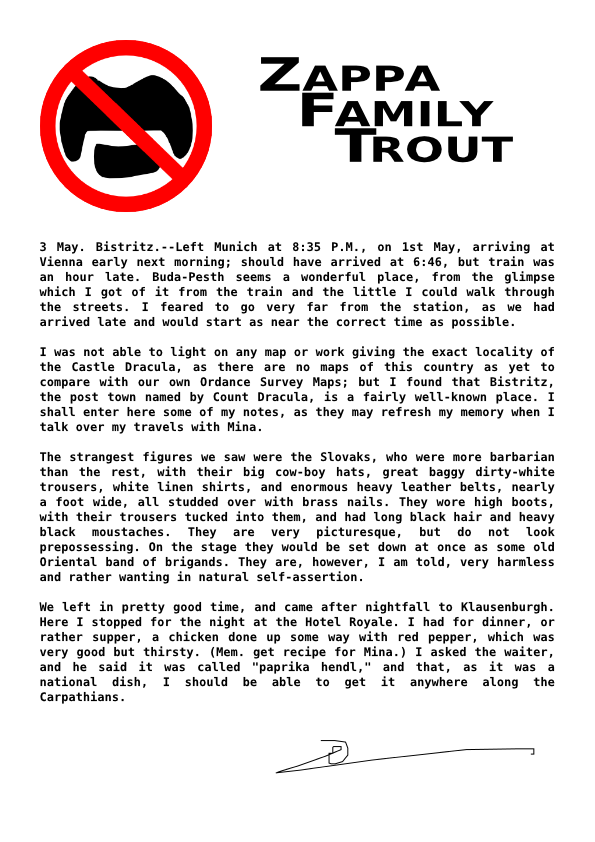 ZAPPA
FAMILY
TROUT
3 May. Bistritz.--Left Munich at 8:35 P.M., on 1st May, arriving at
Vienna early next morning; should have arrived at 6:46, but train was
an hour late. Buda-Pesth seems a wonderful place, from the glimpse
which I got of it from the train and the little I could walk through
the streets. I feared to go very far from the station, as we had
arrived late and would start as near the correct time as possible.
I was not able to light on any map or work giving the exact locality of
the Castle Dracula, as there are no maps of this country as yet to
compare with our own Ordance Survey Maps; but I found that Bistritz,
the post town named by Count Dracula, is a fairly well-known place. I
shall enter here some of my notes, as they may refresh my memory when I
talk over my travels with Mina.
The strangest figures we saw were the Slovaks, who were more barbarian
than the rest, with their big cow-boy hats, great baggy dirty-white
trousers, white linen shirts, and enormous heavy leather belts, nearly
a foot wide, all studded over with brass nails. They wore high boots,
with their trousers tucked into them, and had long black hair and heavy
black moustaches. They are very picturesque, but do not look
prepossessing. On the stage they would be set down at once as some old
Oriental band of brigands. They are, however, I am told, very harmless
and rather wanting in natural self-assertion.
We left in pretty good time, and came after nightfall to Klausenburgh.
Here I stopped for the night at the Hotel Royale. I had for dinner, or
rather supper, a chicken done up some way with red pepper, which was
very good but thirsty. (Mem. get recipe for Mina.) I asked the waiter,
and he said it was called "paprika hendl," and that, as it was a
national dish, I should be able to get it anywhere along the
Carpathians.